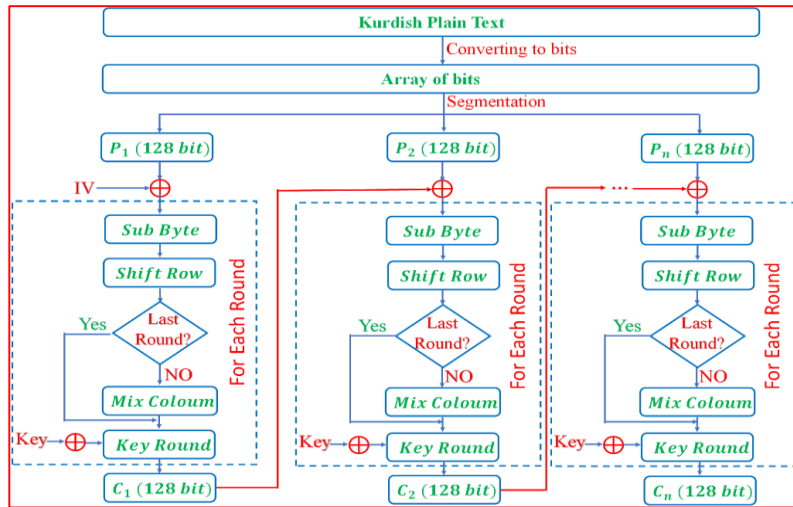 Kurdish Plain Text
Converting to bits
Array of bits
Segmentation
P₁ (128 bit)
P₂ (128 bit)
Pₙ (128 bit)
IV
...
Sub Byte
Shift Row
Yes
Last
Round?
NO
Mix Coloum
Key
Key Round
For Each Round
C₁ (128 bit)
Sub Byte
Shift Row
Yes
Last
Round?
NO
Mix Coloum
Key
Key Round
For Each Round
C₂ (128 bit)
Sub Byte
Shift Row
Yes
Last
Round?
NO
Mix Coloum
Key
Key Round
For Each Round
Cₙ (128 bit)